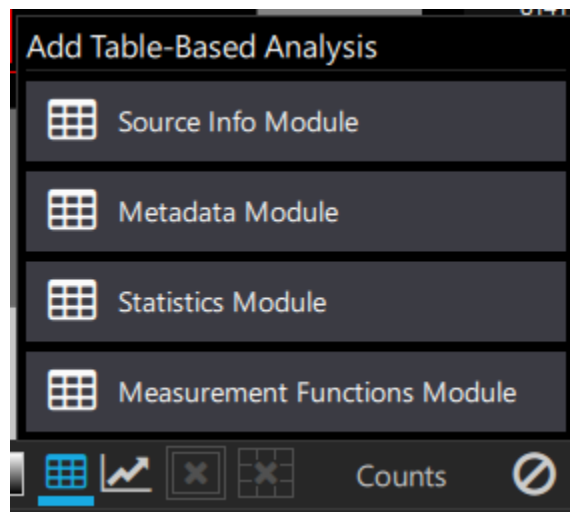 Add Table-Based Analysis
Source Info Module
Metadata Module
Statistics Module
Measurement Functions Module
Counts